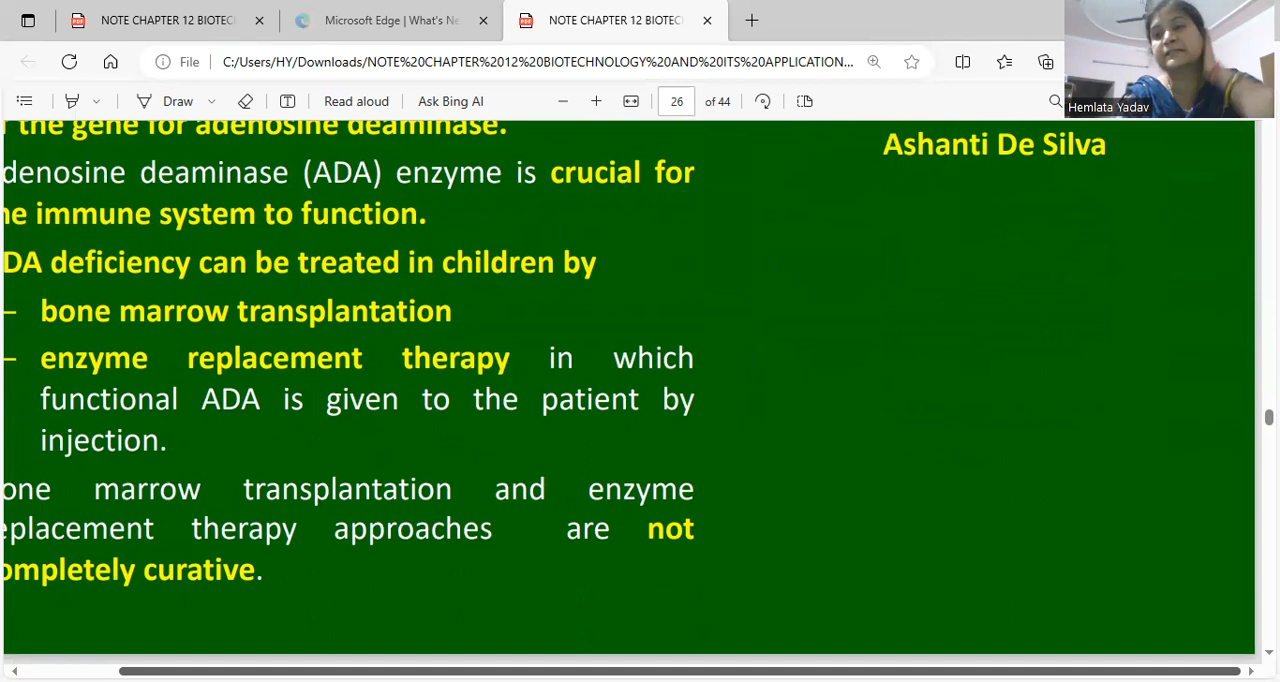 NOTE CHAPTER 12 BIOTECH
Microsoft Edge | What's Ne
NOTE CHAPTER 12 BIOTECH
File
C:/Users/HY/Downloads/NOTE%20CHAPTER%2012%20BIOTECHNOLOGY%20AND%20ITS%20APPLICATION...
Draw
Read aloud
Ask Bing AI
26
of 44
Hemlata Yadav
the gene for adenosine deaminase.
denosine deaminase (ADA) enzyme is crucial for
he immune system to function.
DA deficiency can be treated in children by
– bone marrow transplantation
– enzyme replacement therapy in which
functional ADA is given to the patient by
injection.
one marrow transplantation and enzyme
eplacement therapy approaches are not
ompletely curative.
Ashanti De Silva